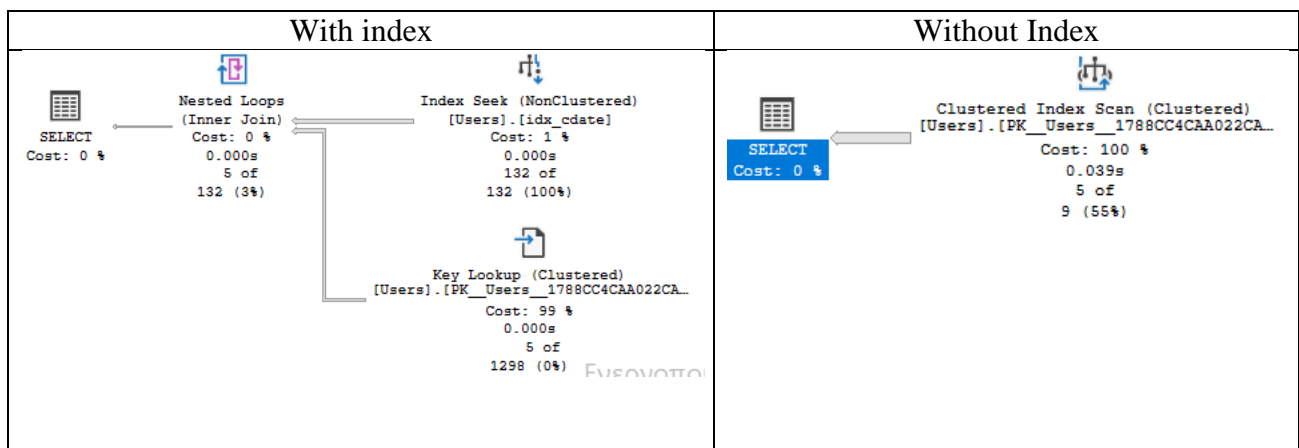 With index
Without Index
SELECT
Cost: 0 %
Nested Loops
(Inner Join)
Cost: 0 %
0.000s
5 of
132 (3%)
Index Seek (NonClustered)
[Users].[idx_cdate]
Cost: 1 %
0.000s
132 of
132 (100%)
Key Lookup (Clustered)
[Users].[PK__Users__1788CC4CAA022CA…
Cost: 99 %
0.000s
5 of
1298 (0%)
SELECT
Cost: 0 %
Clustered Index Scan (Clustered)
[Users].[PK__Users__1788CC4CAA022CA…
Cost: 100 %
0.039s
5 of
9 (55%)